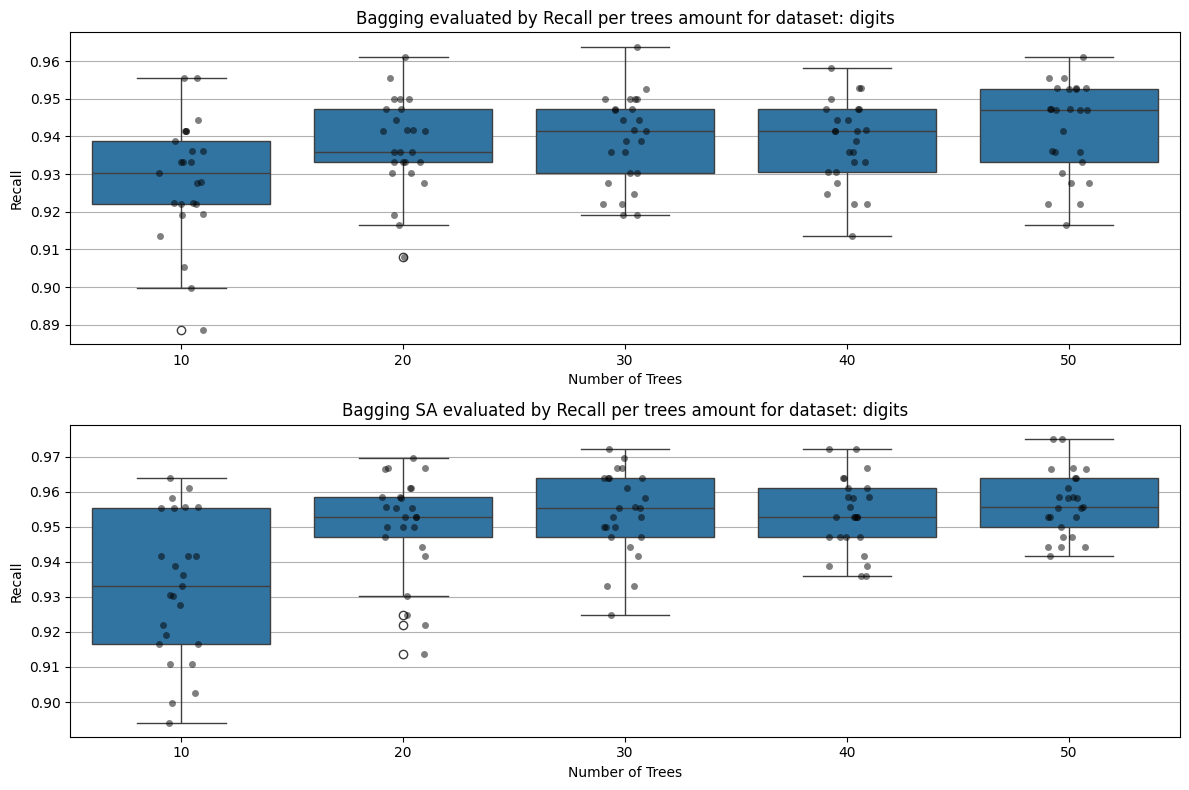 Bagging evaluated by Recall per trees amount for dataset: digits
0.96
0.95
0.94
0.93
0.92
0.91
0.90
0.89
Recall
10 20 30 40 50
Number of Trees
Bagging SA evaluated by Recall per trees amount for dataset: digits
0.97
0.96
0.95
0.94
0.93
0.92
0.91
0.90
Recall
10 20 30 40 50
Number of Trees